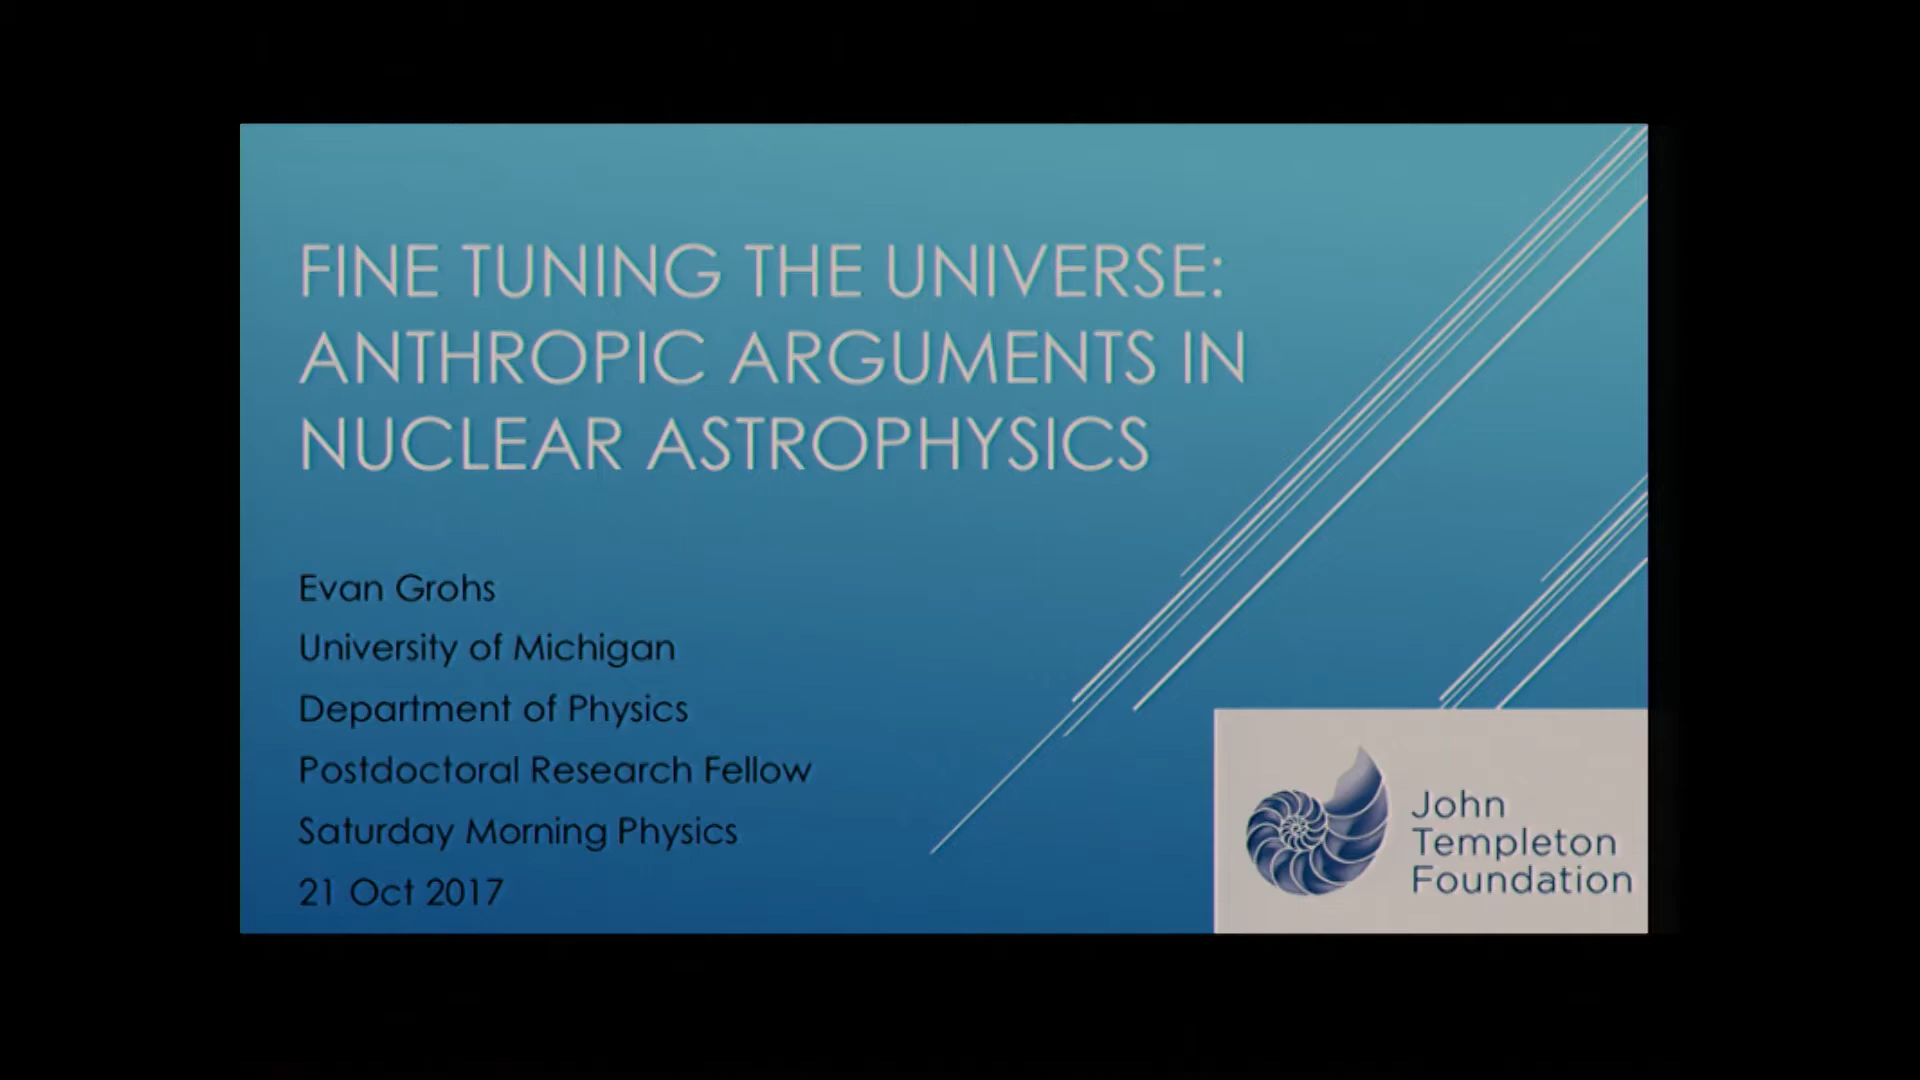 FINE TUNING THE UNIVERSE:
ANTHROPIC ARGUMENTS IN
NUCLEAR ASTROPHYSICS
Evan Grohs
University of Michigan
Department of Physics
Postdoctoral Research Fellow
Saturday Morning Physics
21 Oct 2017
John
Templeton
Foundation